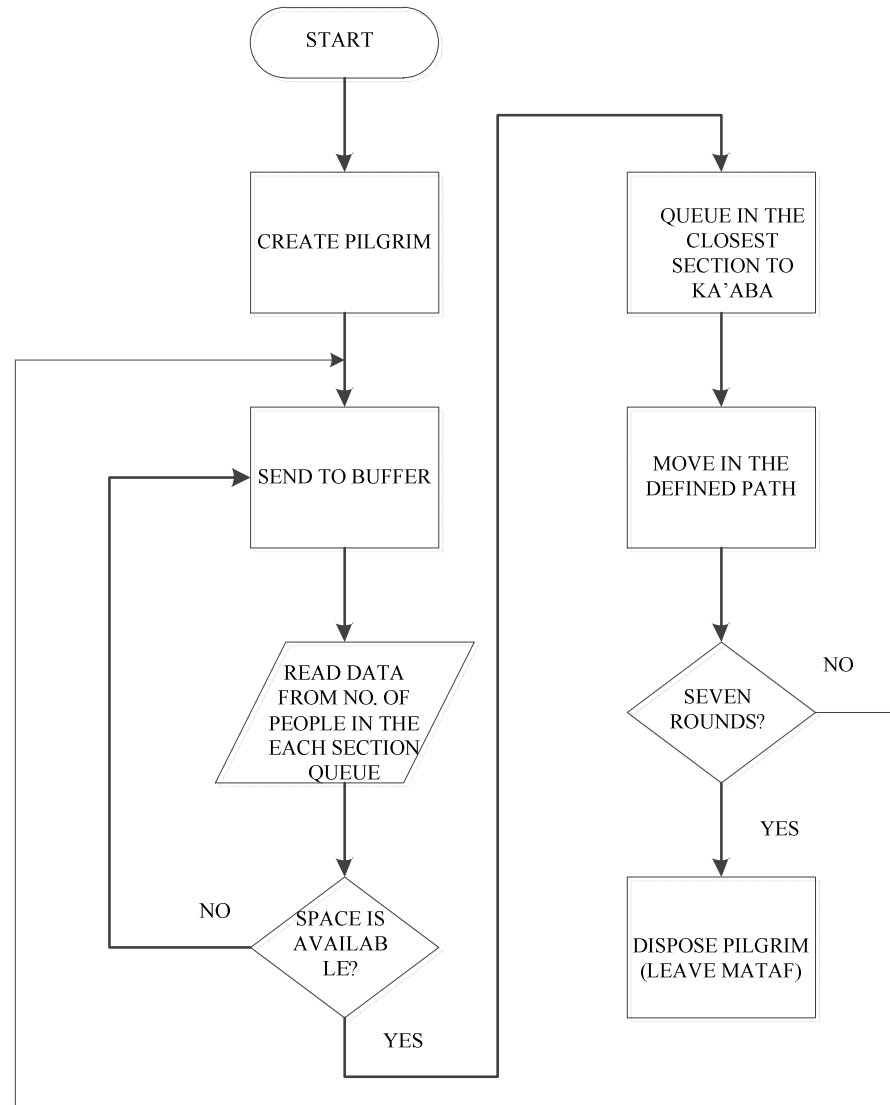 START
CREATE PILGRIM
SEND TO BUFFER
READ DATA
FROM NO. OF
PEOPLE IN THE
EACH SECTION
QUEUE
NO
SPACE IS
AVAILAB
LE?
YES
QUEUE IN THE
CLOSEST
SECTION TO
KA’ABA
MOVE IN THE
DEFINED PATH
NO
SEVEN
ROUNDS?
YES
DISPOSE PILGRIM
(LEAVE MATAF)